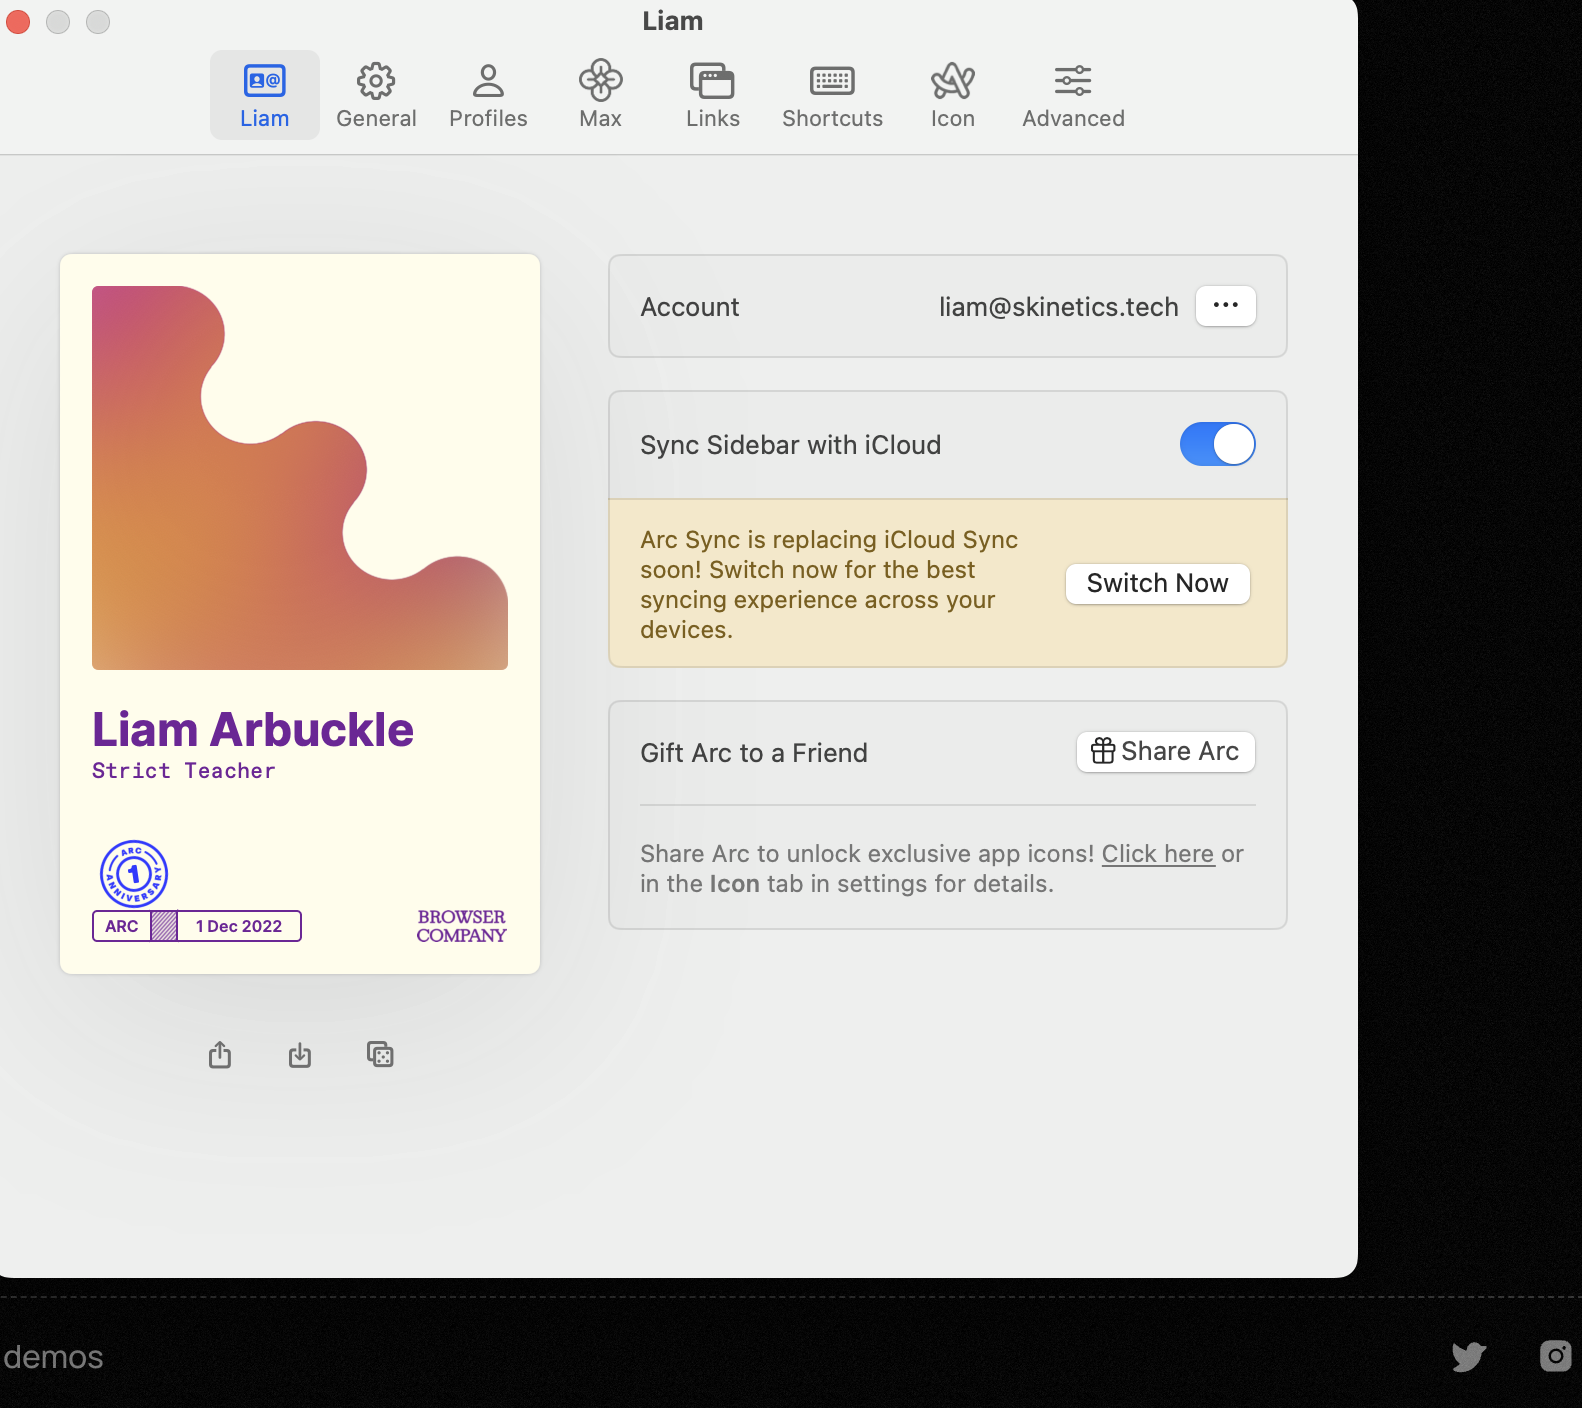 Liam
Liam
General
Profiles
Max
Links
Shortcuts
Icon
Advanced
Liam Arbuckle
Strict Teacher
ARC
1
ANNIVERSARY
ARC
1 Dec 2022
BROWSER
COMPANY
Account
liam@skinetics.tech
Sync Sidebar with iCloud
Arc Sync is replacing iCloud Sync
soon! Switch now for the best
syncing experience across your
devices.
Switch Now
Gift Arc to a Friend
Share Arc
Share Arc to unlock exclusive app icons! Click here or
in the Icon tab in settings for details.
demos